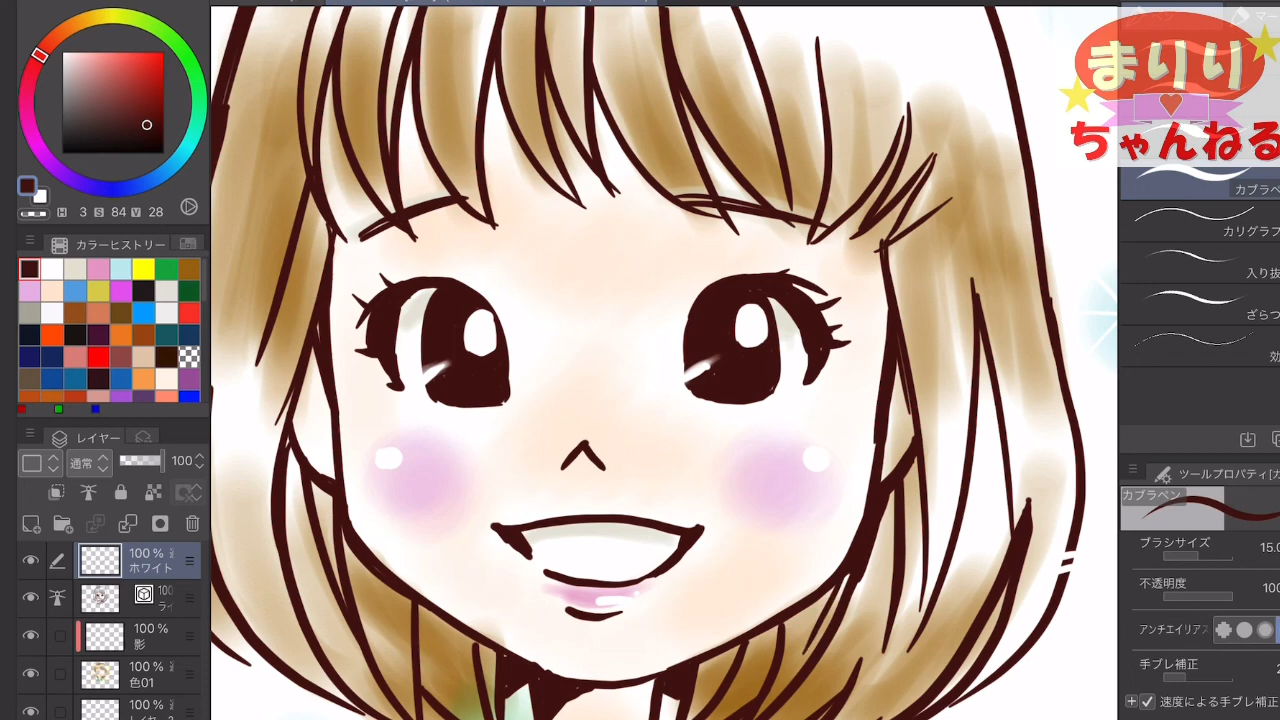 まりり
ちゃんねる
H 3 S 84 V 28
カラーヒストリー
レイヤー
通常
100
100 %
ホワイト
100
ラ
100 %
影
100 %
色01
100 %
カブラペ
カリグラフ
入り抜
ざらつ
効
ツールプロパティ[カ
カブラペン
ブラシサイズ
15.0
不透明度
100
アンチエイリアス
手ブレ補正
速度による手ブレ補正